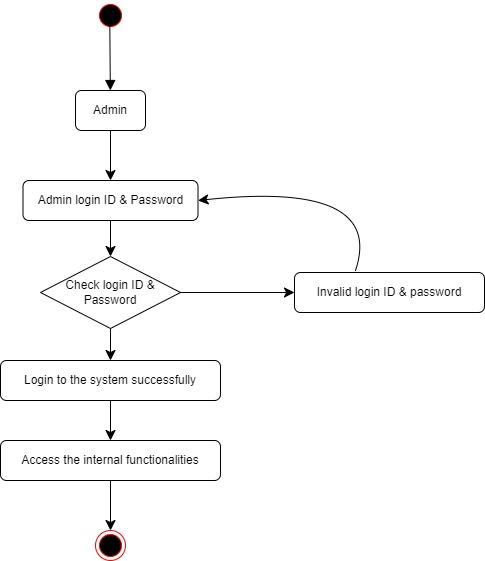 Admin
Admin login ID & Password
Check login ID &
Password
Invalid login ID & password
Login to the system successfully
Access the internal functionalities